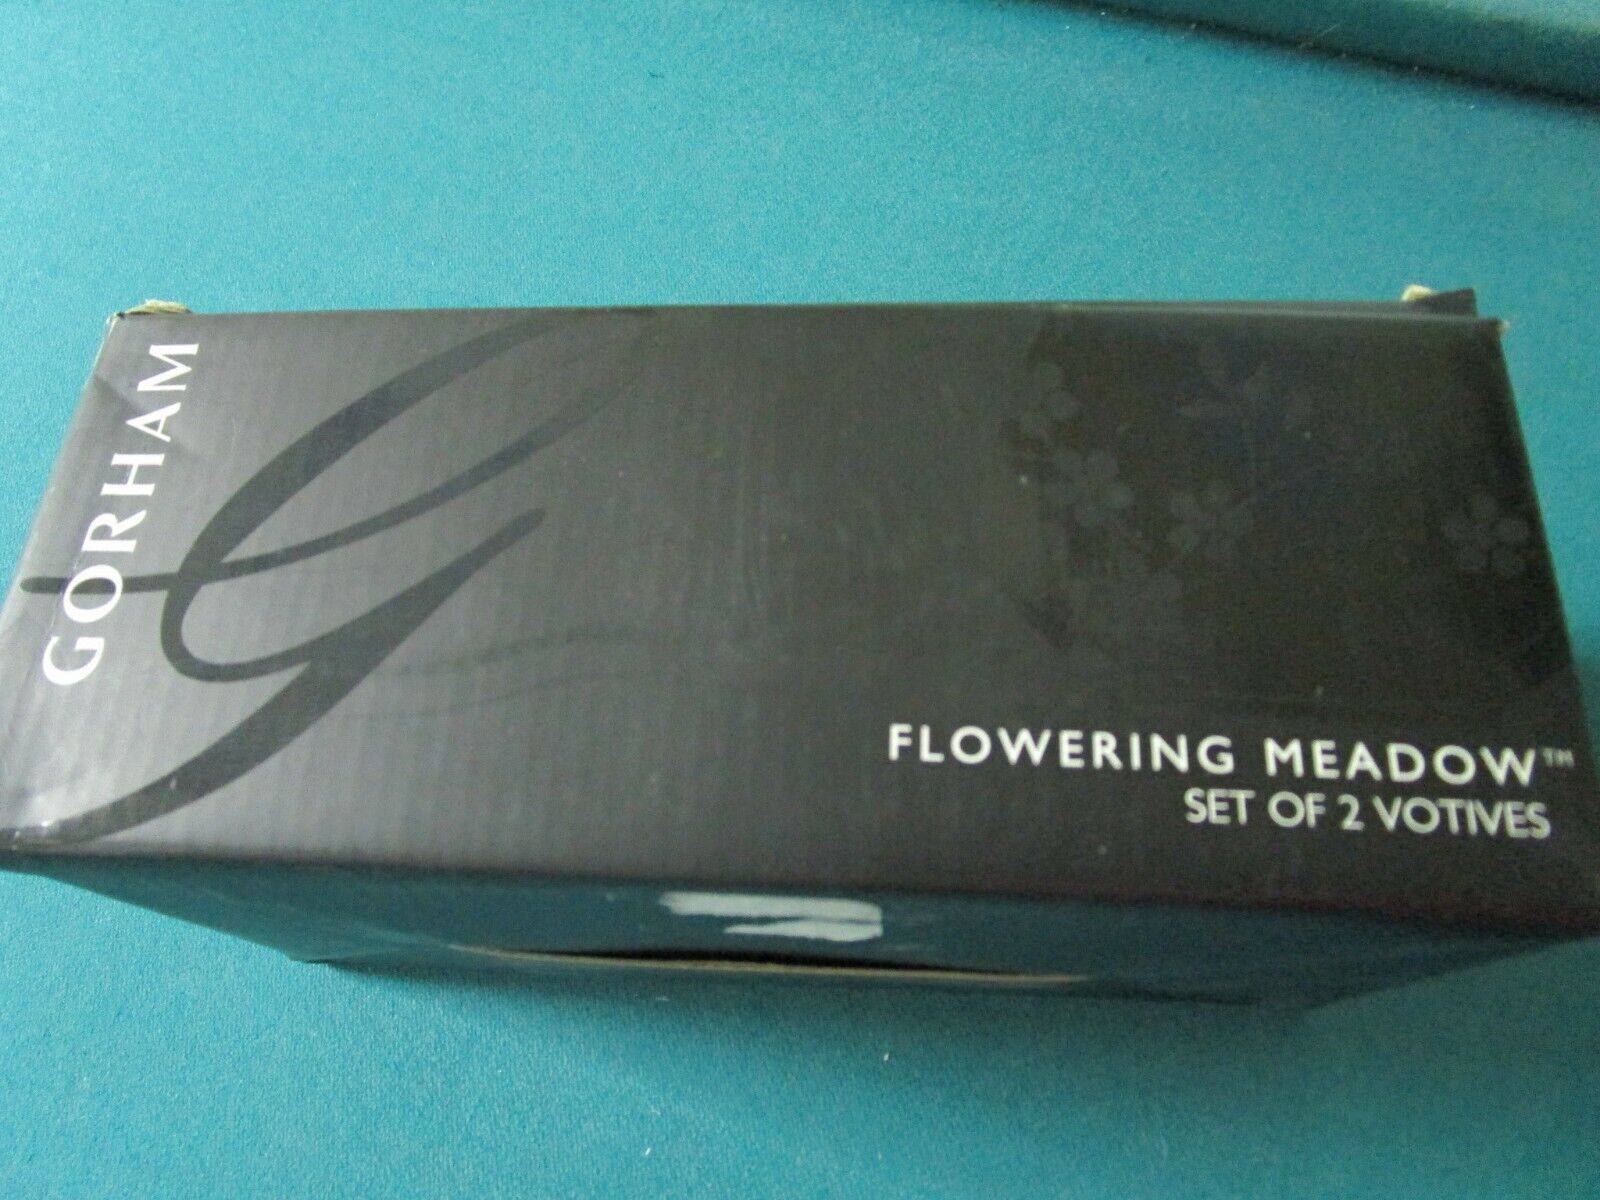 GORHAM
G
FLOWERING MEADOW™
SET OF 2 VOTIVES